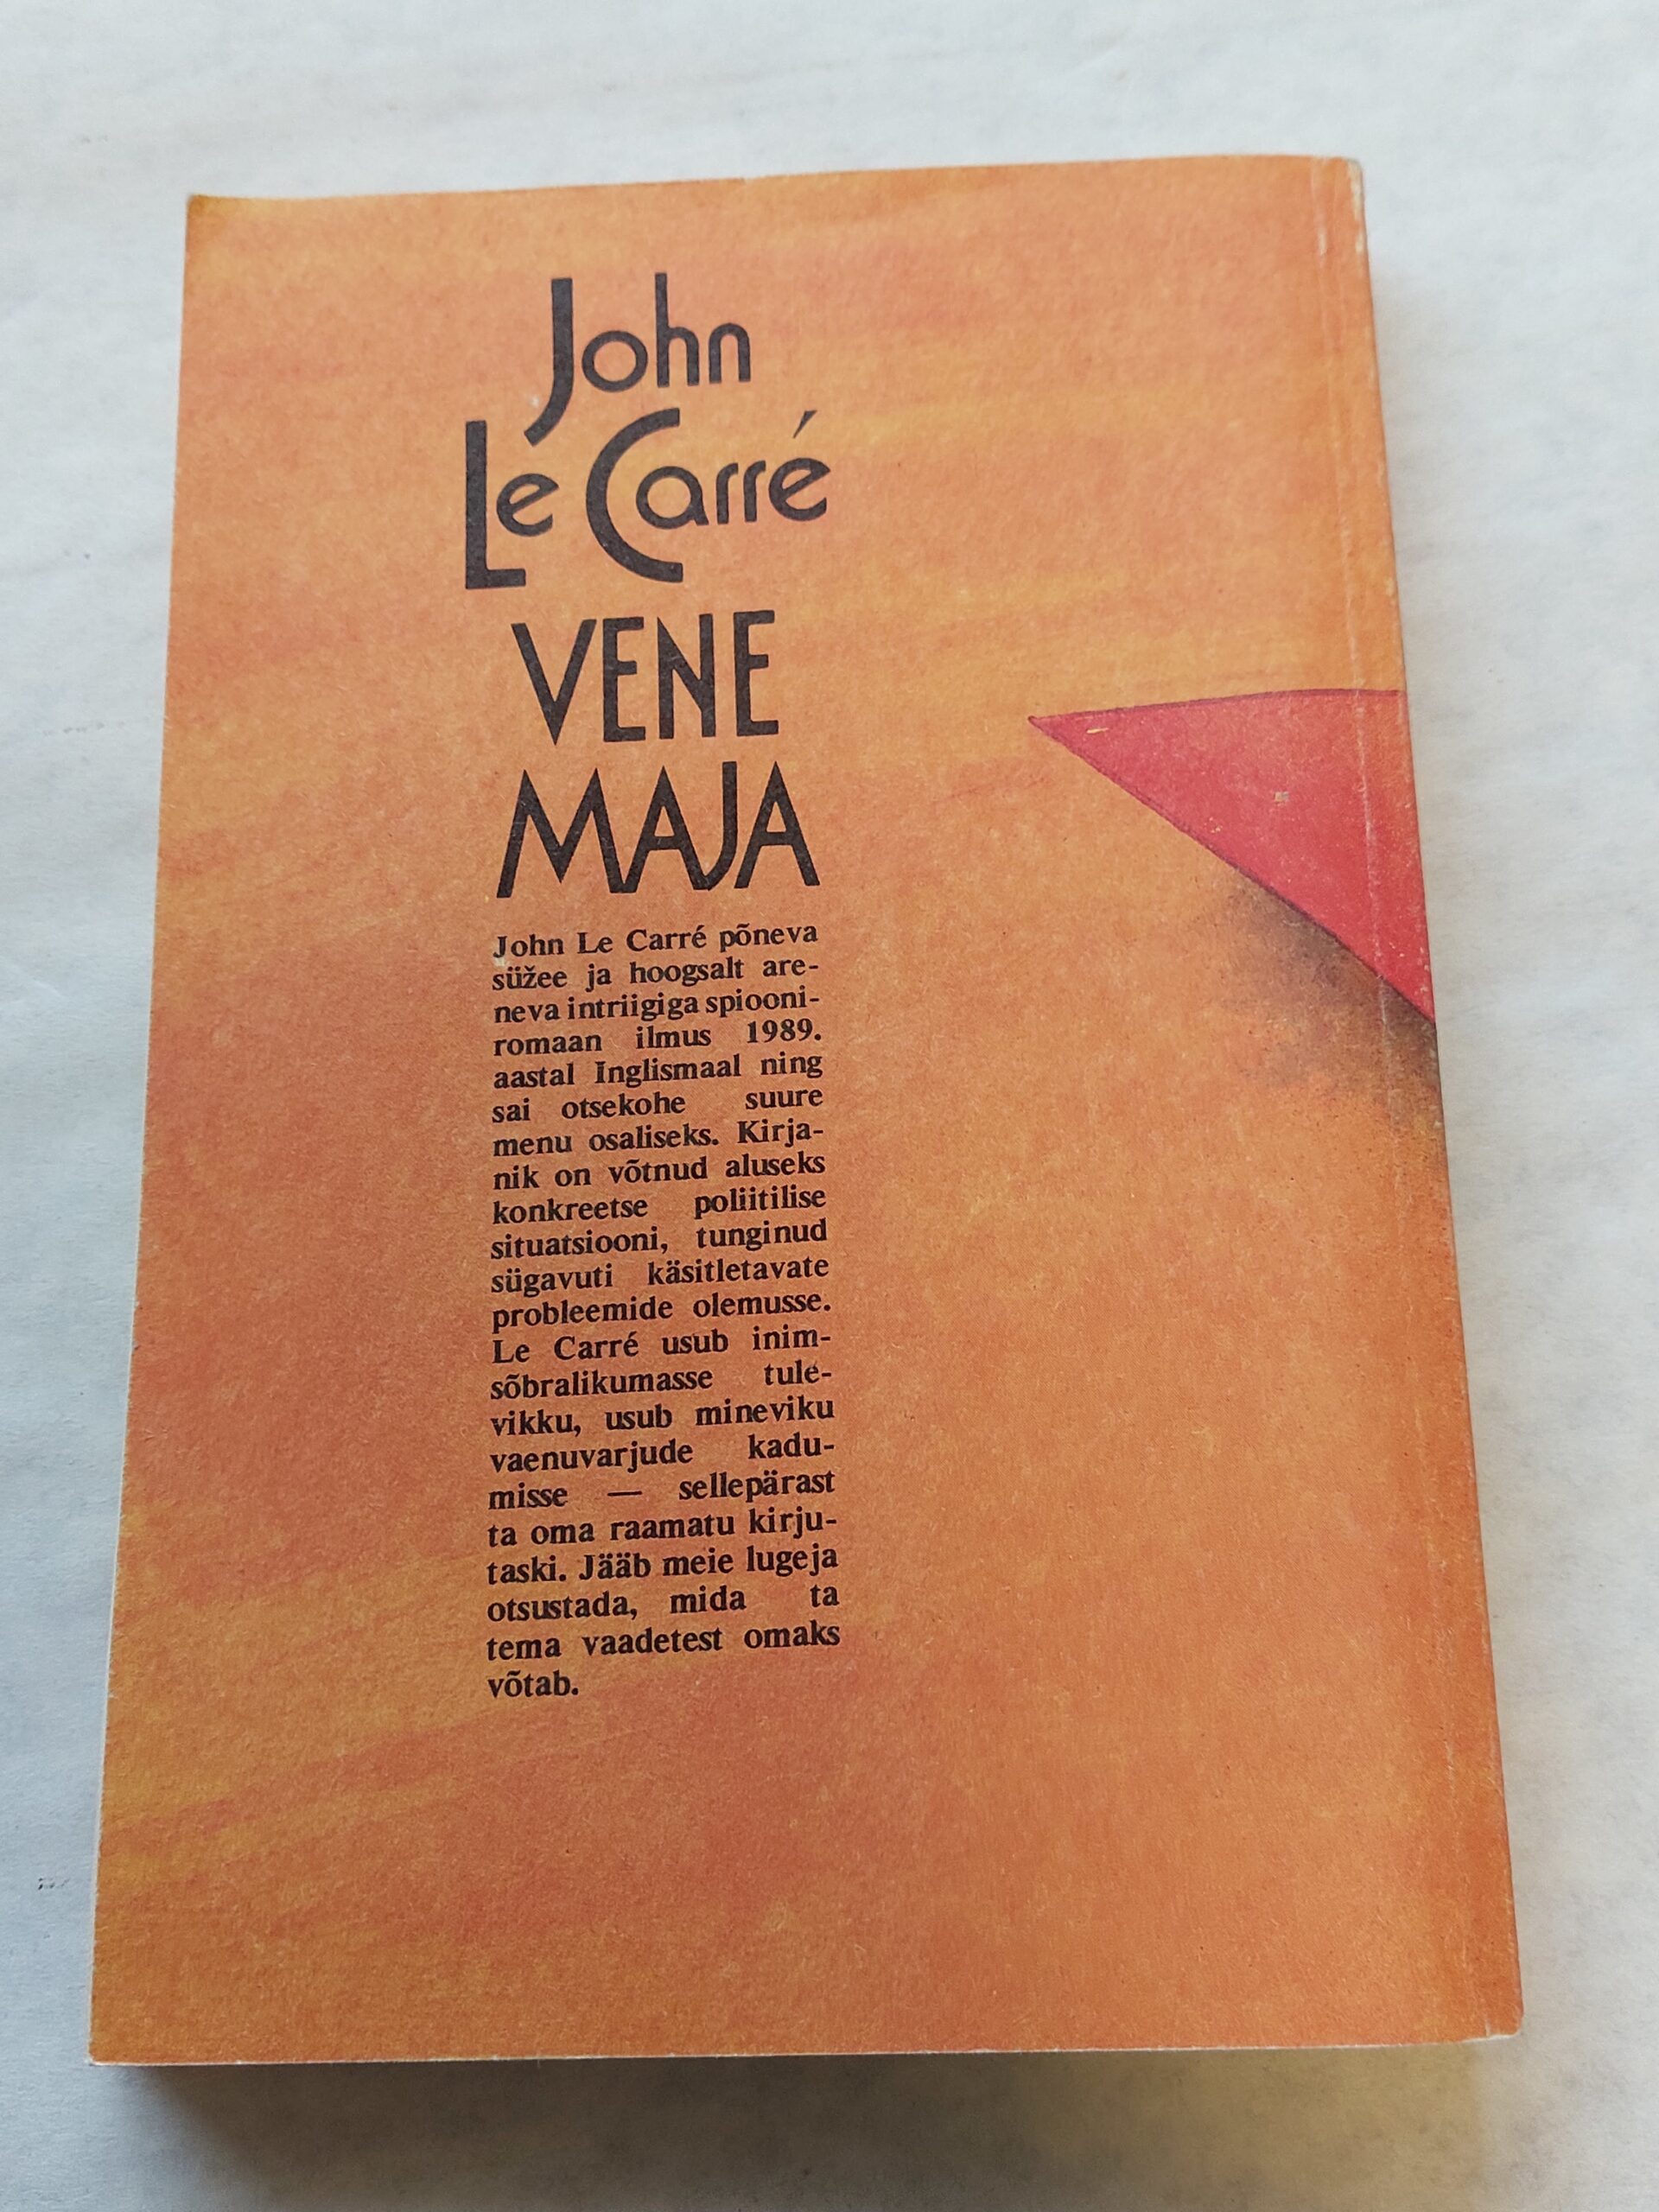 John
Le Carré
VENE
MAJA
John Le Carré põneva
süžee ja hoogsalt are-
neva intriigiga spiooni-
romaan ilmus 1989.
aastal Inglismaal ning
sai otsekohe suure
menu osaliseks. Kirja-
nik on võtnud aluseks
konkreetse poliitilise
situatsiooni, tunginud
sügavuti käsitletavate
probleemide olemusse.
Le Carré usub inim-
sõbralikumasse tule-
vikku, usub mineviku
vaenuvarjude kadu-
misse — sellepärast
ta oma raamatu kirju-
taski. Jääb meie lugeja
otsustada, mida ta
tema vaadetest omaks
võtab.